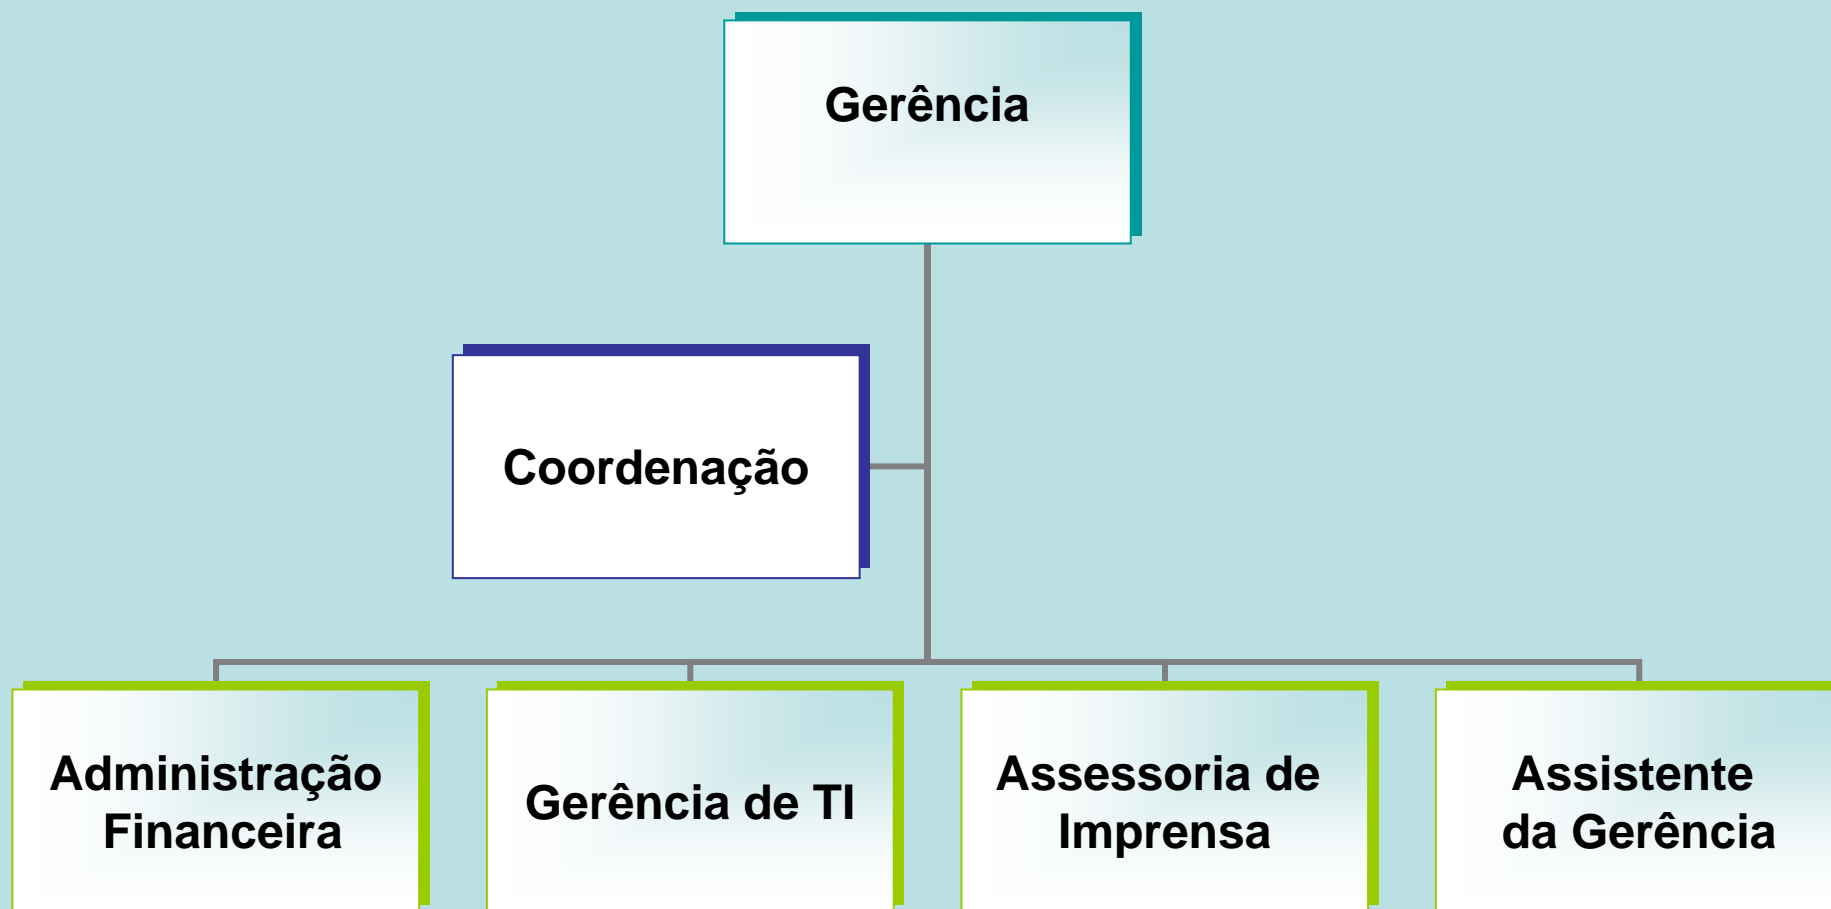 Gerência
Coordenação
Administração
Financeira
Gerência de TI
Assessoria de
Imprensa
Assistente
da Gerência